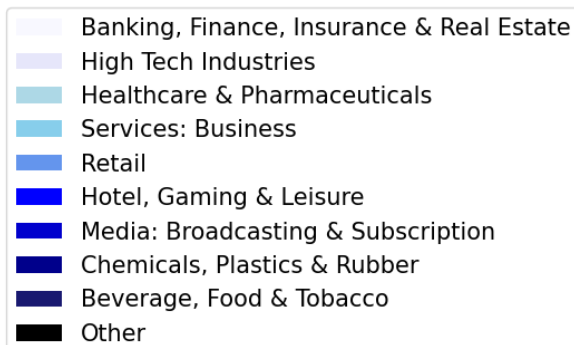 Banking, Finance, Insurance & Real Estate
High Tech Industries
Healthcare & Pharmaceuticals
Services: Business
Retail
Hotel, Gaming & Leisure
Media: Broadcasting & Subscription
Chemicals, Plastics & Rubber
Beverage, Food & Tobacco
Other